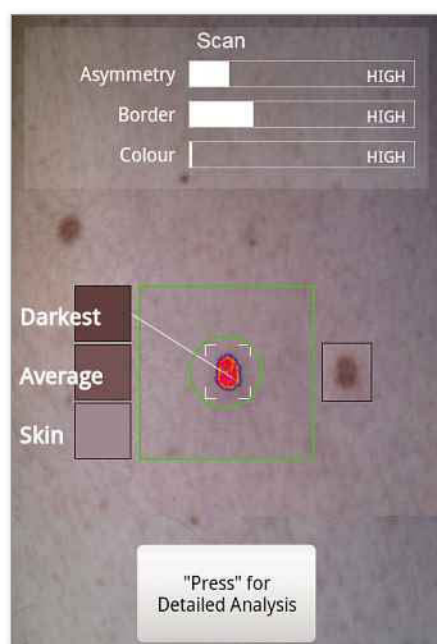 Scan
Asymmetry HIGH
Border HIGH
Colour HIGH
Darkest
Average
Skin
"Press" for
Detailed Analysis